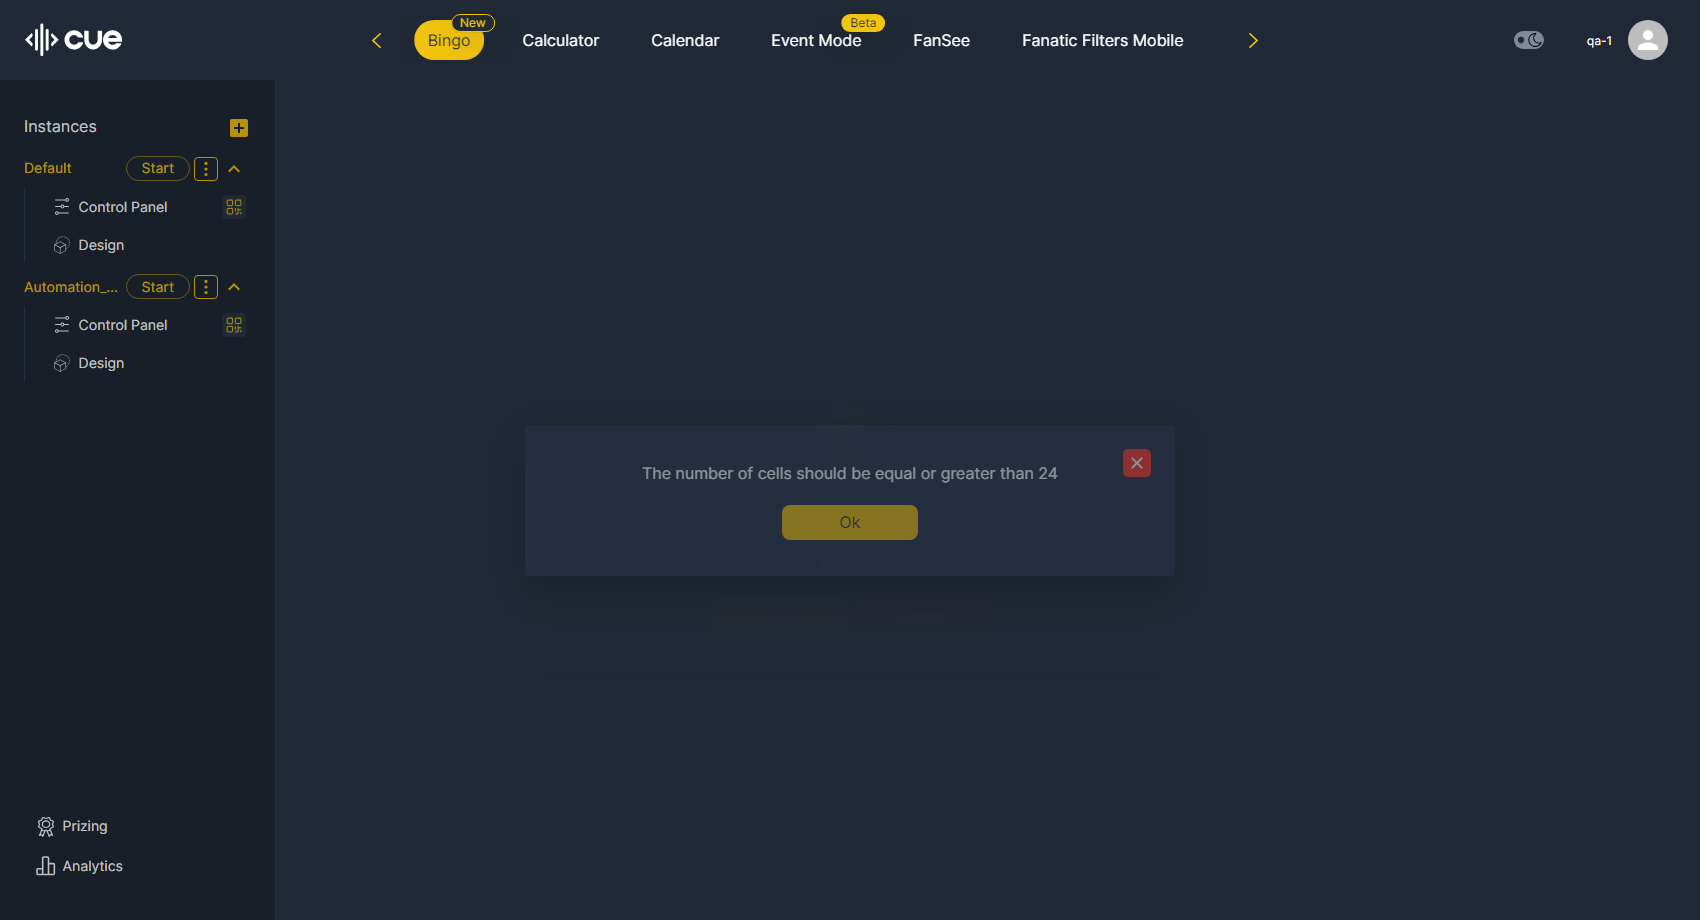 cue
Bingo
New
Calculator
Calendar
Event Mode
Beta
FanSee
Fanatic Filters Mobile
qa-1
Instances
Default
Start
Control Panel
Design
Automation_...
Start
Control Panel
Design
The number of cells should be equal or greater than 24
Ok
Prizing
Analytics